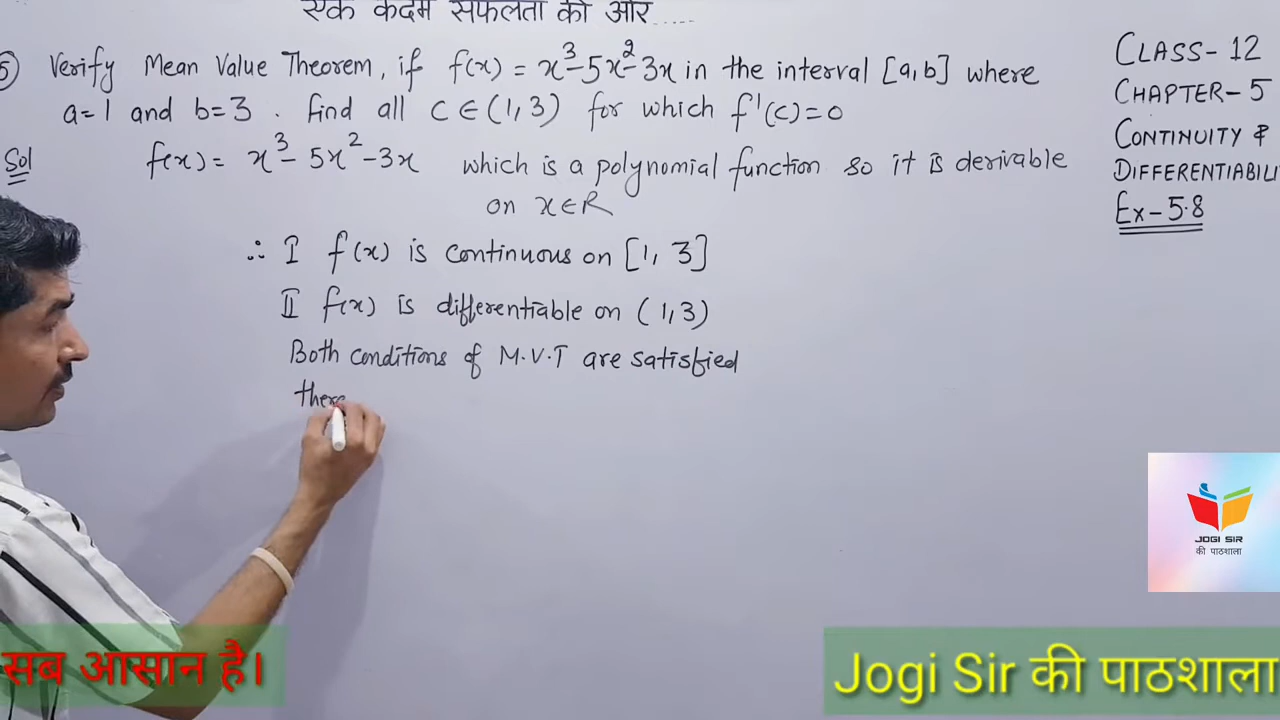 एक कदम सफलता की ओर.....
5) Verify Mean Value Theorem, if f(x) = x³-5x²-3x in the interval [a,b] where
a=1 and b=3. find all c∈(1,3) for which f'(c)=0
Sol f(x)= x³-5x²-3x which is a polynomial function so it is derivable
on x∈R
∴ I f(x) is continuous on [1, 3]
II f(x) is differentiable on (1,3)
Both conditions of M.V.T are satisfied
there
CLASS-12
CHAPTER-5
CONTINUITY &
DIFFERENTIABILI
Ex-5.8
JOGI SIR
की पाठशाला
सब आसान है।
Jogi Sir की पाठशाला